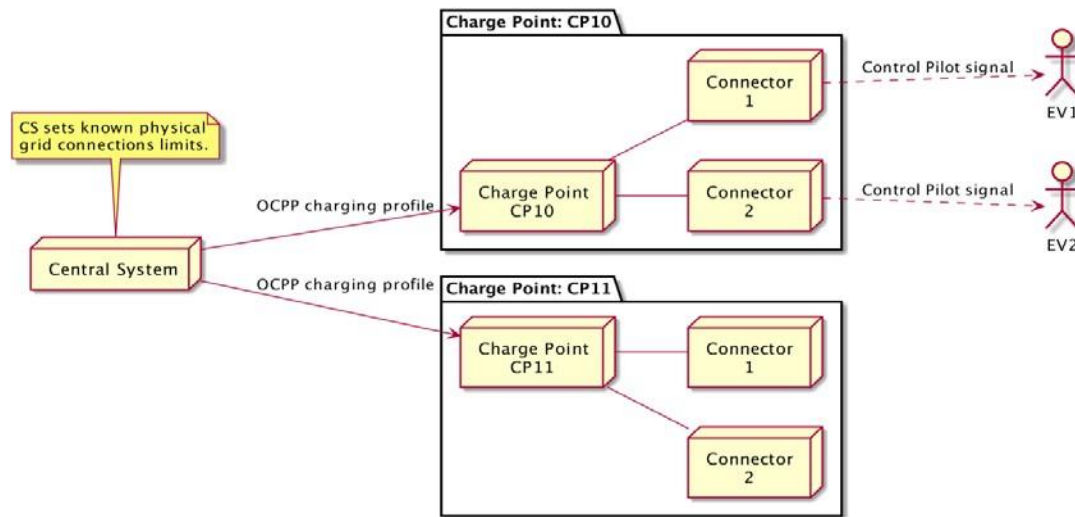 Charge Point: CP10
Connector
1
Control Pilot signal
EV1
CS sets known physical
grid connections limits.
Charge Point
CP10
Connector
2
Control Pilot signal
EV2
OCPP charging profile
Central System
OCPP charging profile
Charge Point: CP11
Charge Point
CP11
Connector
1
Connector
2